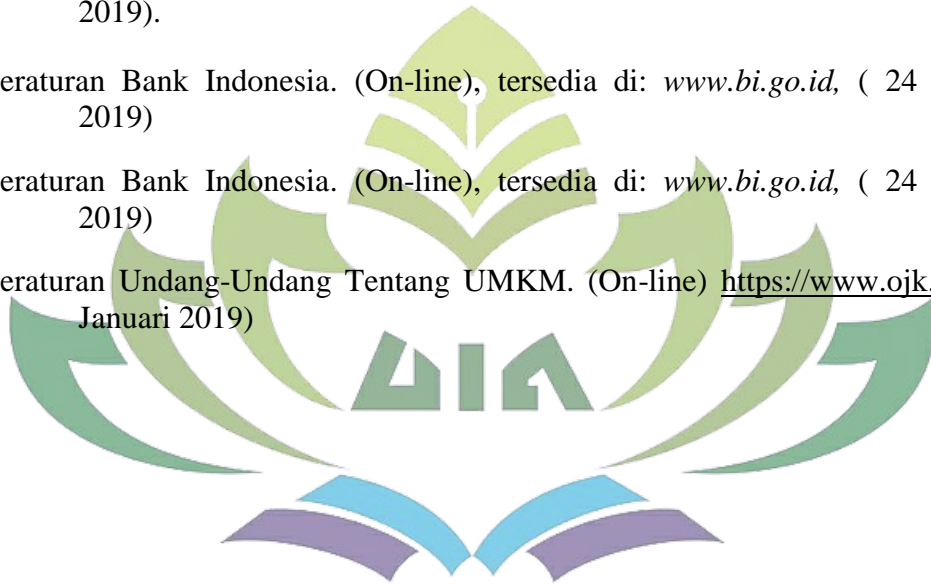 2019).
eraturan Bank Indonesia. (On-line), tersedia di: www.bi.go.id, ( 24
2019)
eraturan Bank Indonesia. (On-line), tersedia di: www.bi.go.id, ( 24
2019)
eraturan Undang-Undang Tentang UMKM. (On-line) https://www.ojk.
Januari 2019)
UIN